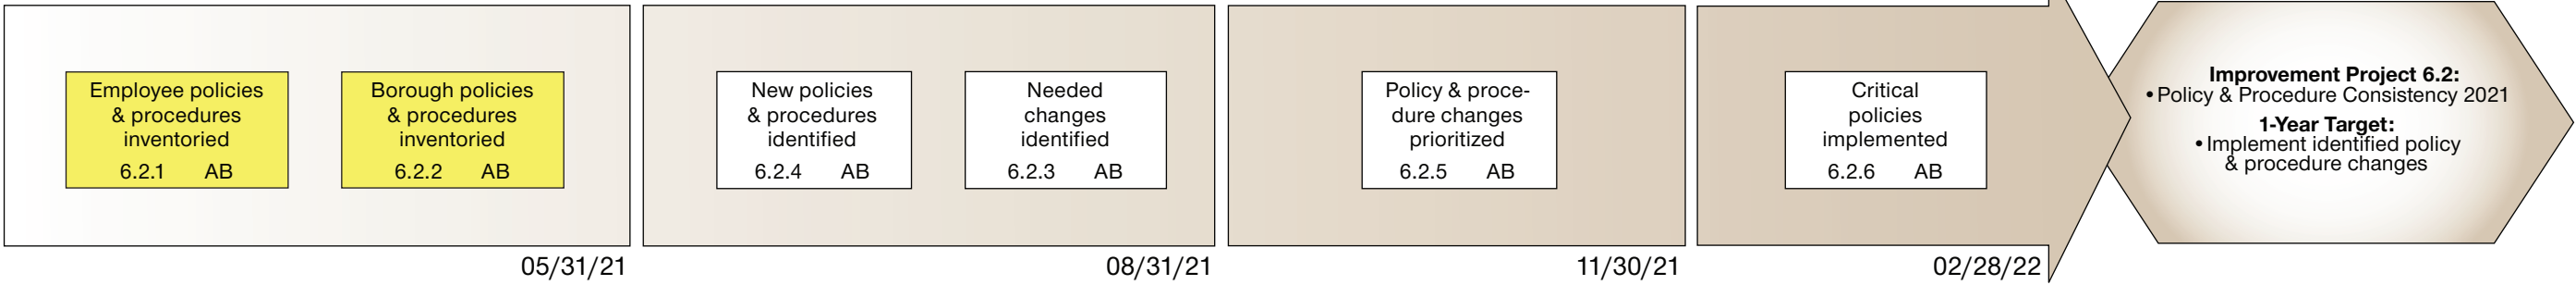 Employee policies
& procedures
inventoried
6.2.1 AB
Borough policies
& procedures
inventoried
6.2.2 AB
05/31/21
New policies
& procedures
identified
6.2.4 AB
Needed
changes
identified
6.2.3 AB
08/31/21
Policy & proce-
dure changes
prioritized
6.2.5 AB
11/30/21
Critical
policies
implemented
6.2.6 AB
02/28/22
Improvement Project 6.2:
• Policy & Procedure Consistency 2021
1-Year Target:
• Implement identified policy
& procedure changes